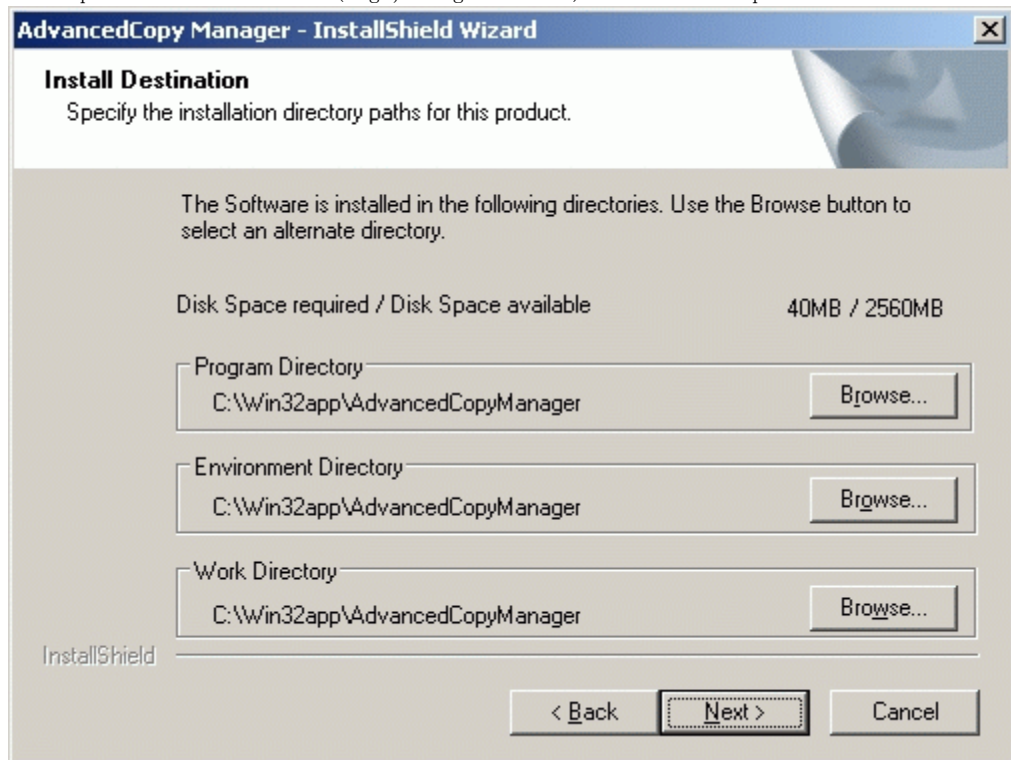 AdvancedCopy Manager - InstallShield Wizard
Install Destination
Specify the installation directory paths for this product.
The Software is installed in the following directories. Use the Browse button to
select an alternate directory.
Disk Space required / Disk Space available 40MB / 2560MB
Program Directory
C:\Win32app\AdvancedCopyManager Browse...
Environment Directory
C:\Win32app\AdvancedCopyManager Browse...
Work Directory
C:\Win32app\AdvancedCopyManager Browse...
InstallShield
< Back Next > Cancel